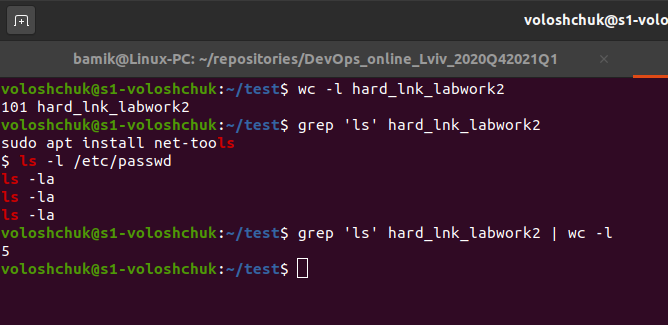 voloshchuk@s1-volo
bamik@Linux-PC: ~/repositories/DevOps_online_Lviv_2020Q42021Q1
voloshchuk@s1-voloshchuk:~/test$ wc -l hard_lnk_labwork2
101 hard_lnk_labwork2
voloshchuk@s1-voloshchuk:~/test$ grep 'ls' hard_lnk_labwork2
sudo apt install net-tools
$ ls -l /etc/passwd
ls -la
ls -la
ls -la
voloshchuk@s1-voloshchuk:~/test$ grep 'ls' hard_lnk_labwork2 | wc -l
5
voloshchuk@s1-voloshchuk:~/test$